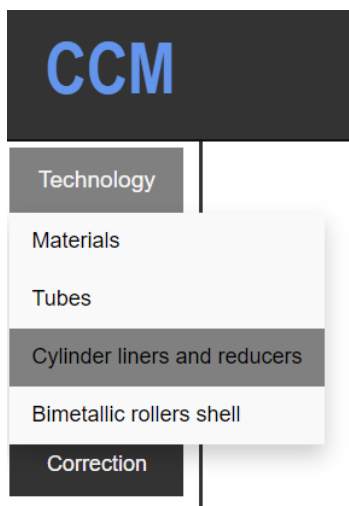 CCM
Technology
Materials
Tubes
Cylinder liners and reducers
Bimetallic rollers shell
Correction